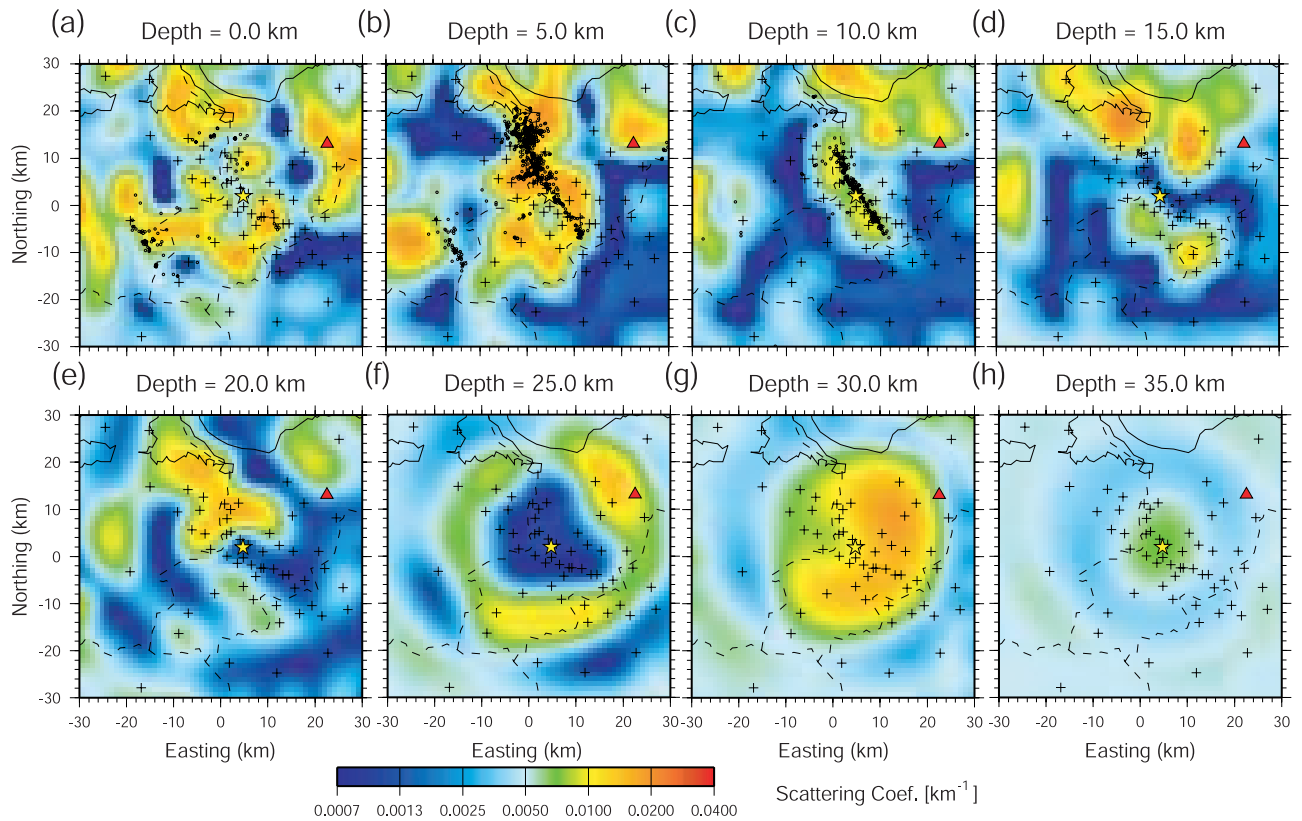 (a) (b) (c) (d)
Depth = 0.0 km Depth = 5.0 km Depth = 10.0 km Depth = 15.0 km
30
20
10
0
-10
-20
-30
Northing (km)
(e) (f) (g) (h)
Depth = 20.0 km Depth = 25.0 km Depth = 30.0 km Depth = 35.0 km
30
20
10
0
-10
-20
-30
Northing (km)
-30 -20 -10 0 10 20 30 -30 -20 -10 0 10 20 30 -30 -20 -10 0 10 20 30 -30 -20 -10 0 10 20 30
Easting (km) Easting (km) Easting (km) Easting (km)
0.0007 0.0013 0.0025 0.0050 0.0100 0.0200 0.0400
Scattering Coef. [km⁻¹]